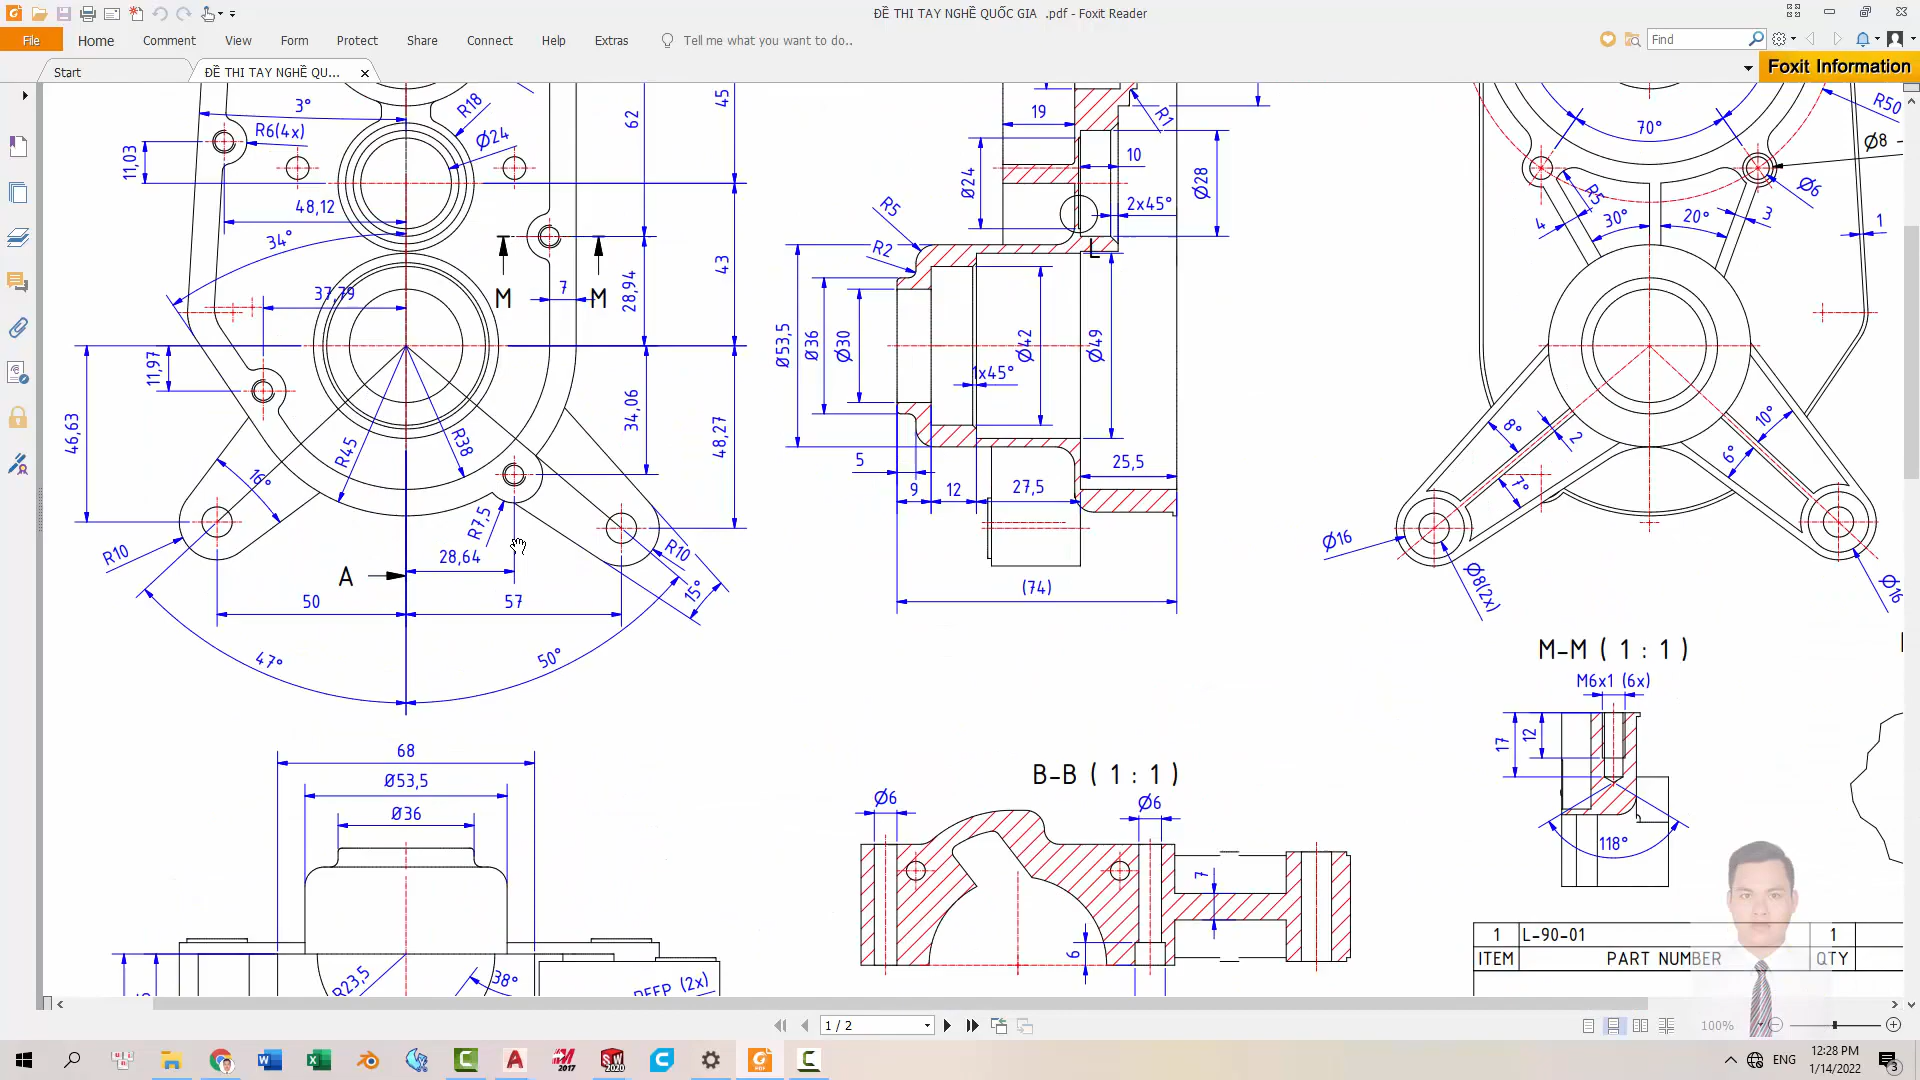 ĐỀ THI TAY NGHỀ QUỐC GIA .pdf - Foxit Reader
File Home Comment View Form Protect Share Connect Help Extras Tell me what you want to do.. Find
Start ĐỀ THI TAY NGHỀ QU... Foxit Information
3°
R18
R6(4x)
Ø24
11,03
48,12
34°
62
45
37,79
M M
7
28,94
43
11,97
46,63
R45
R38
34,06
48,27
16°
R7,5
R10
28,64
R10
15°
A
50
57
47°
50°
19
R1
10
Ø24
Ø28
2x45°
R5
R2
L
Ø53,5
Ø36
Ø30
Ø42
Ø49
1x45°
5
25,5
9
12
27,5
(74)
R50
70°
Ø8
Ø6
R5
4
30°
20°
3
1
8°
2
10°
6°
7°
Ø16
Ø8(2x)
Ø16
M-M ( 1 : 1 )
M6x1 (6x)
17
12
118°
68
Ø53,5
Ø36
R23,5
38°
DEEP (2x)
B-B ( 1 : 1 )
Ø6
Ø6
7
6
1 L-90-01 1
ITEM PART NUMBER QTY
1 / 2
100%
2017
2020
ENG
12:28 PM
1/14/2022
3